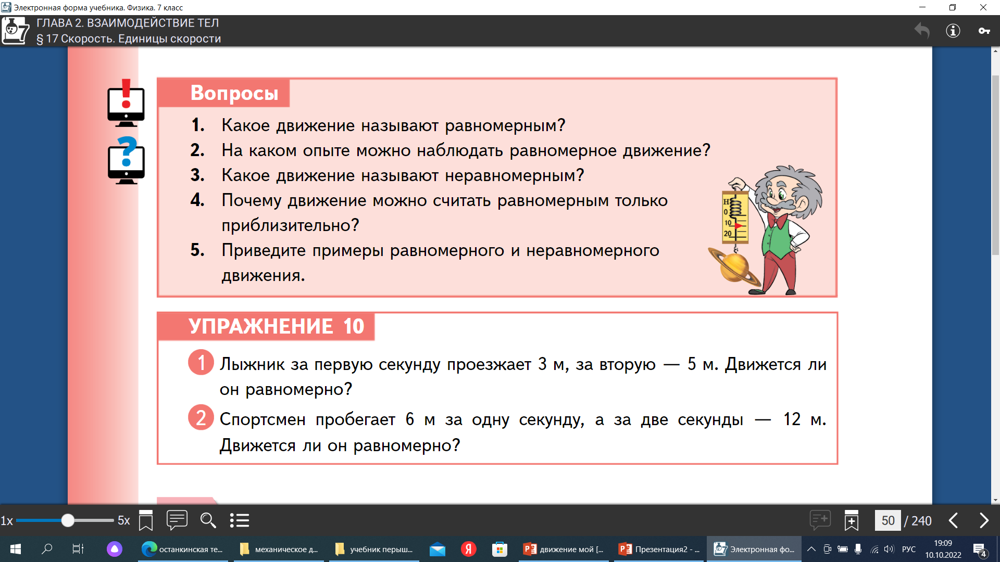 Электронная форма учебника. Физика. 7 класс
7
ГЛАВА 2. ВЗАИМОДЕЙСТВИЕ ТЕЛ
§ 17 Скорость. Единицы скорости
Вопросы
1. Какое движение называют равномерным?
2. На каком опыте можно наблюдать равномерное движение?
3. Какое движение называют неравномерным?
4. Почему движение можно считать равномерным только
приблизительно?
5. Приведите примеры равномерного и неравномерного
движения.
Н
0
10
20
УПРАЖНЕНИЕ 10
1 Лыжник за первую секунду проезжает 3 м, за вторую — 5 м. Движется ли
он равномерно?
2 Спортсмен пробегает 6 м за одну секунду, а за две секунды — 12 м.
Движется ли он равномерно?
1x 5x 50 / 240
останкинская те... механическое д... учебник перыш... Я движение мой [... Презентация2 - ... Электронная фо... РУС 19:09
10.10.2022 4